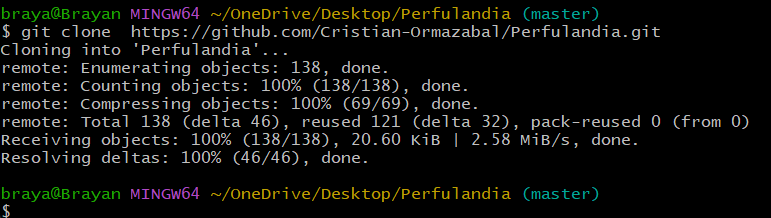 braya@Brayan MINGW64 ~/OneDrive/Desktop/Perfulandia (master)
$ git clone  https://github.com/Cristian-Ormazabal/Perfulandia.git
Cloning into 'Perfulandia'...
remote: Enumerating objects: 138, done.
remote: Counting objects: 100% (138/138), done.
remote: Compressing objects: 100% (69/69), done.
remote: Total 138 (delta 46), reused 121 (delta 32), pack-reused 0 (from 0)
Receiving objects: 100% (138/138), 20.60 KiB | 2.58 MiB/s, done.
Resolving deltas: 100% (46/46), done.
braya@Brayan MINGW64 ~/OneDrive/Desktop/Perfulandia (master)
$